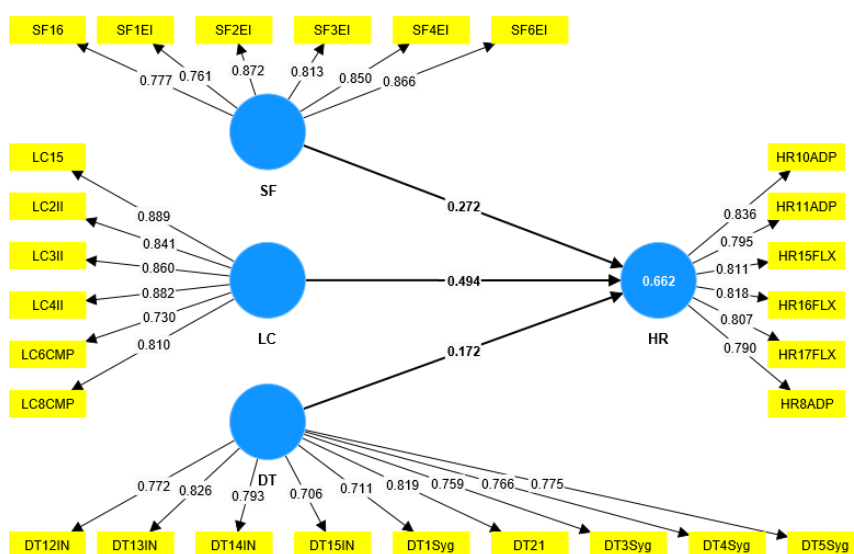 SF16 SF1EI SF2EI SF3EI SF4EI SF6EI
0.777 0.761 0.872 0.813 0.850 0.866
SF
LC15
LC2II
LC3II
LC4II
LC6CMP
LC8CMP
0.889
0.841
0.860
0.882
0.730
0.810
LC
0.272
0.494
0.172
0.662
HR
HR10ADP
HR11ADP
HR15FLX
HR16FLX
HR17FLX
HR8ADP
0.836
0.795
0.811
0.818
0.807
0.790
DT
0.772 0.826 0.793 0.706 0.711 0.819 0.759 0.766 0.775
DT12IN DT13IN DT14IN DT15IN DT1Syg DT21 DT3Syg DT4Syg DT5Syg